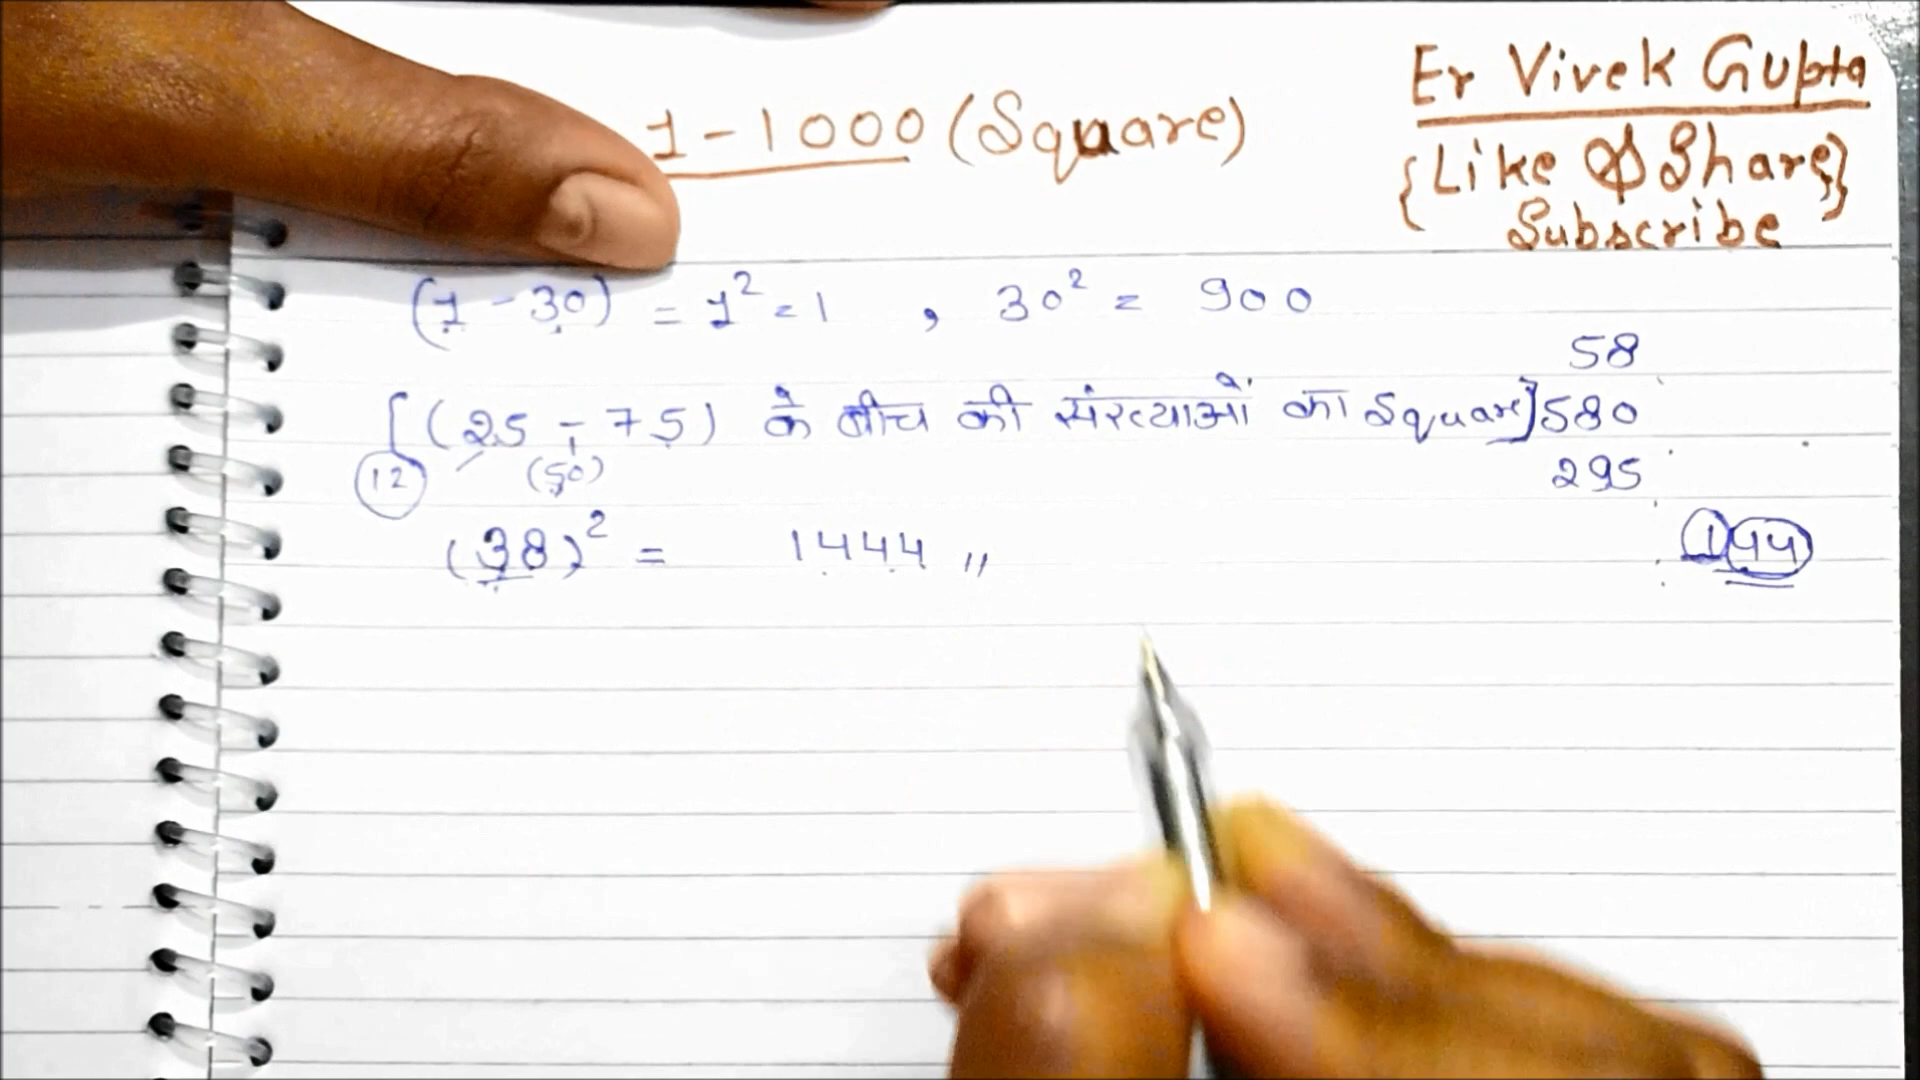 1-1000 (Square)
Er Vivek Gupta
{Like & Share}
Subscribe
(1-30) = 1² = 1 , 30² = 900
58
[(25 - 75) के बीच की संख्याओं का Square] 580
(12) (50) 295
(38)² = 1444 ,,
144